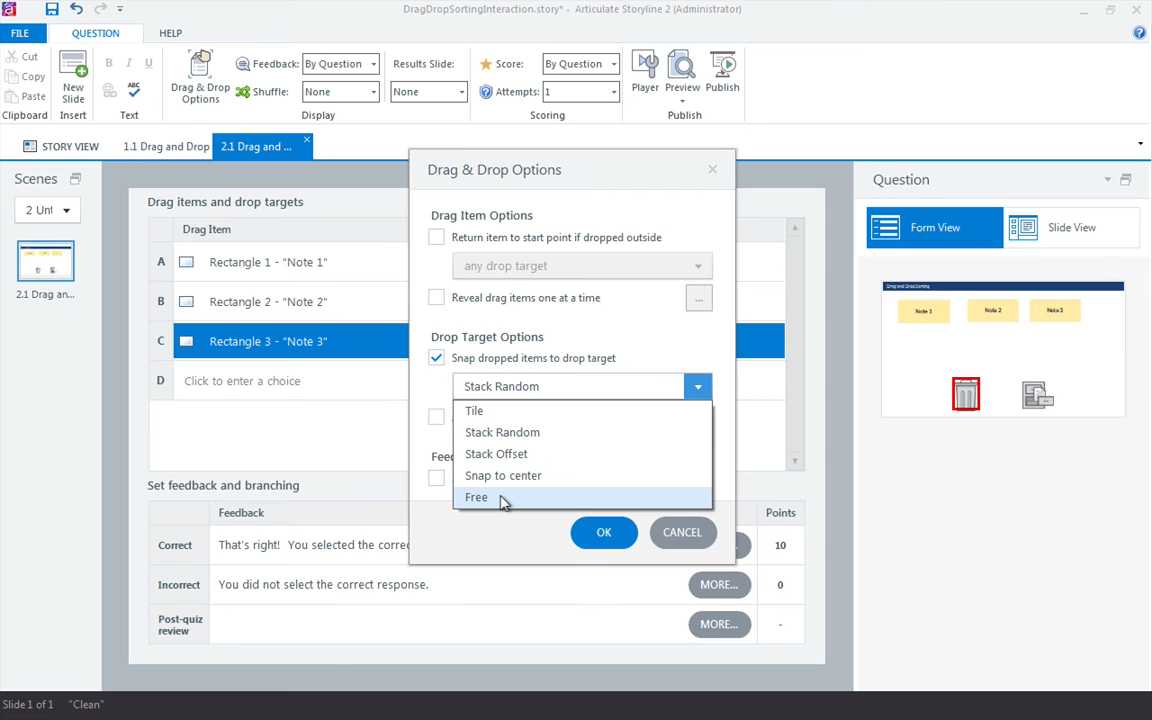 DragDropSortingInteraction.story* - Articulate Storyline 2 (Administrator)
FILE QUESTION HELP
Cut
Copy
Paste
Clipboard
New Slide
Insert
B I U
ABC
Text
Drag & Drop Options
Feedback: By Question
Shuffle: None
Results Slide:
None
Display
Score: By Question
Attempts: 1
Scoring
Player
Preview
Publish
Publish
STORY VIEW 1.1 Drag and Drop 2.1 Drag and ...
Scenes
2 Unt
2.1 Drag an...
Drag items and drop targets
Drag Item
A Rectangle 1 - "Note 1"
B Rectangle 2 - "Note 2"
C Rectangle 3 - "Note 3"
D Click to enter a choice
Set feedback and branching
Feedback Points
Correct That's right! You selected the correc 10
Incorrect You did not select the correct response. MORE... 0
Post-quiz review MORE... -
Drag & Drop Options
Drag Item Options
Return item to start point if dropped outside
any drop target
Reveal drag items one at a time ...
Drop Target Options
Snap dropped items to drop target
Stack Random
Tile
Stack Random
Stack Offset
Snap to center
Free
Fee
OK CANCEL
Question
Form View Slide View
Drag and Drop Sorting
Note 1 Note 2 Note 3
Slide 1 of 1 "Clean"